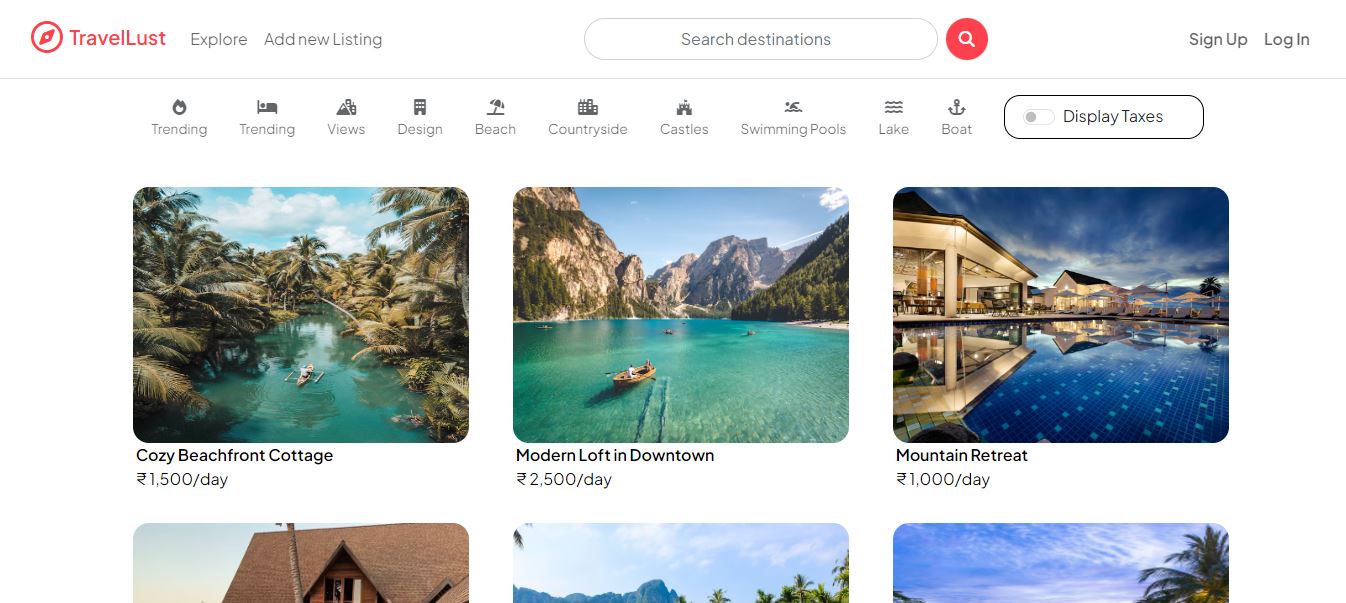 TravelLust Explore Add new Listing Search destinations Sign Up Log In
Trending Trending Views Design Beach Countryside Castles Swimming Pools Lake Boat Display Taxes
Cozy Beachfront Cottage Modern Loft in Downtown Mountain Retreat
₹1,500/day ₹2,500/day ₹1,000/day